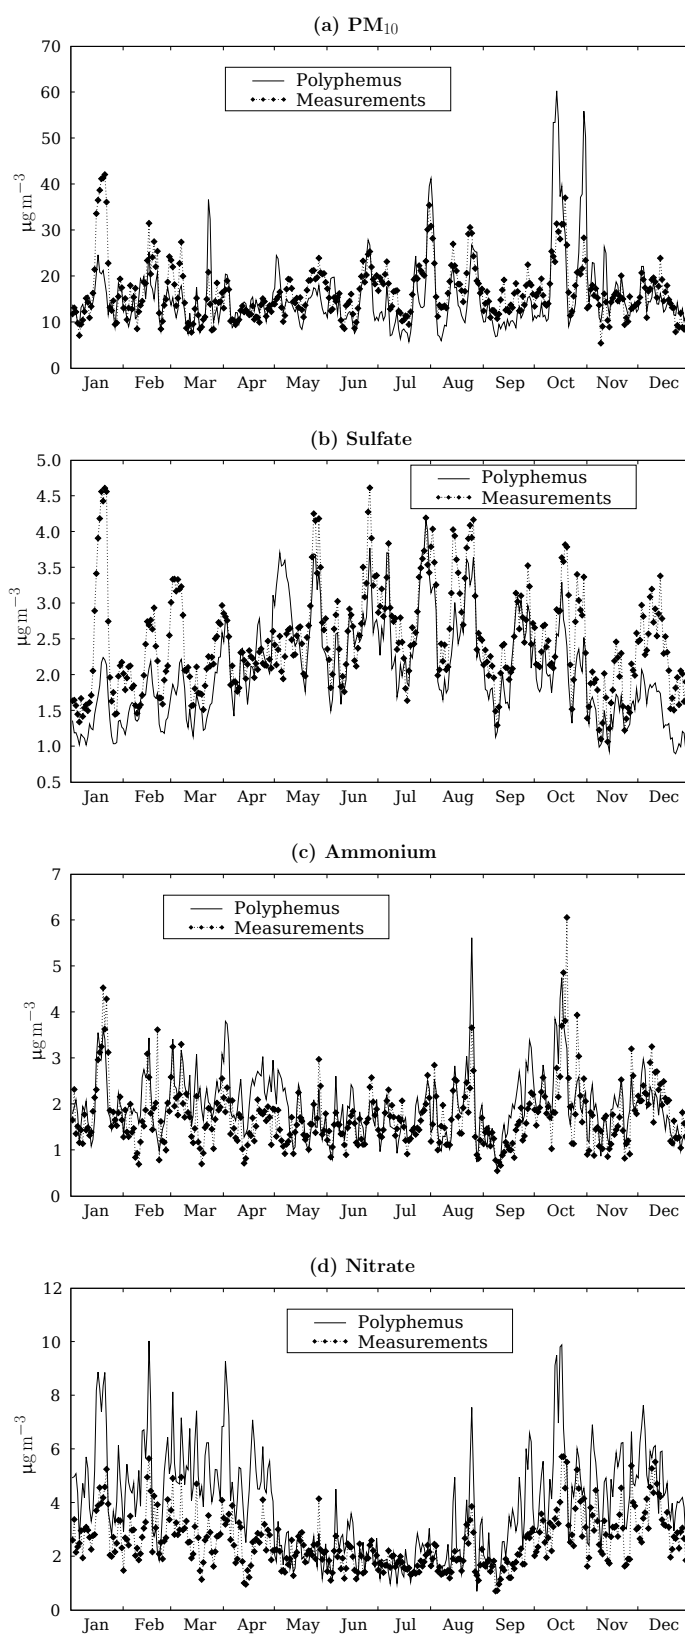 (a) PM₁₀
70
60
50
40
30
20
10
0
μg m⁻³
Polyphemus
Measurements
Jan Feb Mar Apr May Jun Jul Aug Sep Oct Nov Dec
(b) Sulfate
5.0
4.5
4.0
3.5
3.0
2.5
2.0
1.5
1.0
0.5
μg m⁻³
Polyphemus
Measurements
Jan Feb Mar Apr May Jun Jul Aug Sep Oct Nov Dec
(c) Ammonium
7
6
5
4
3
2
1
0
μg m⁻³
Polyphemus
Measurements
Jan Feb Mar Apr May Jun Jul Aug Sep Oct Nov Dec
(d) Nitrate
12
10
8
6
4
2
0
μg m⁻³
Polyphemus
Measurements
Jan Feb Mar Apr May Jun Jul Aug Sep Oct Nov Dec